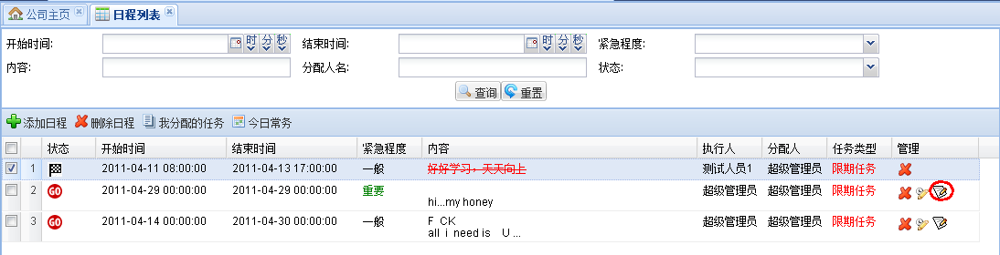 公司主页 日程列表
开始时间: 时 分 秒 结束时间: 时 分 秒 紧急程度:
内容: 分配人名: 状态:
查询 重置
添加日程 删除日程 我分配的任务 今日常务
状态 开始时间 结束时间 紧急程度 内容 执行人 分配人 任务类型 管理
1 2011-04-11 08:00:00 2011-04-13 17:00:00 一般 好好学习，天天向上 测试人员1 超级管理员 限期任务
2 GO 2011-04-29 00:00:00 2011-04-29 00:00:00 重要 超级管理员 超级管理员 限期任务
hi...my honey
3 GO 2011-04-14 00:00:00 2011-04-30 00:00:00 一般 F CK 超级管理员 超级管理员 限期任务
all i need is U ...